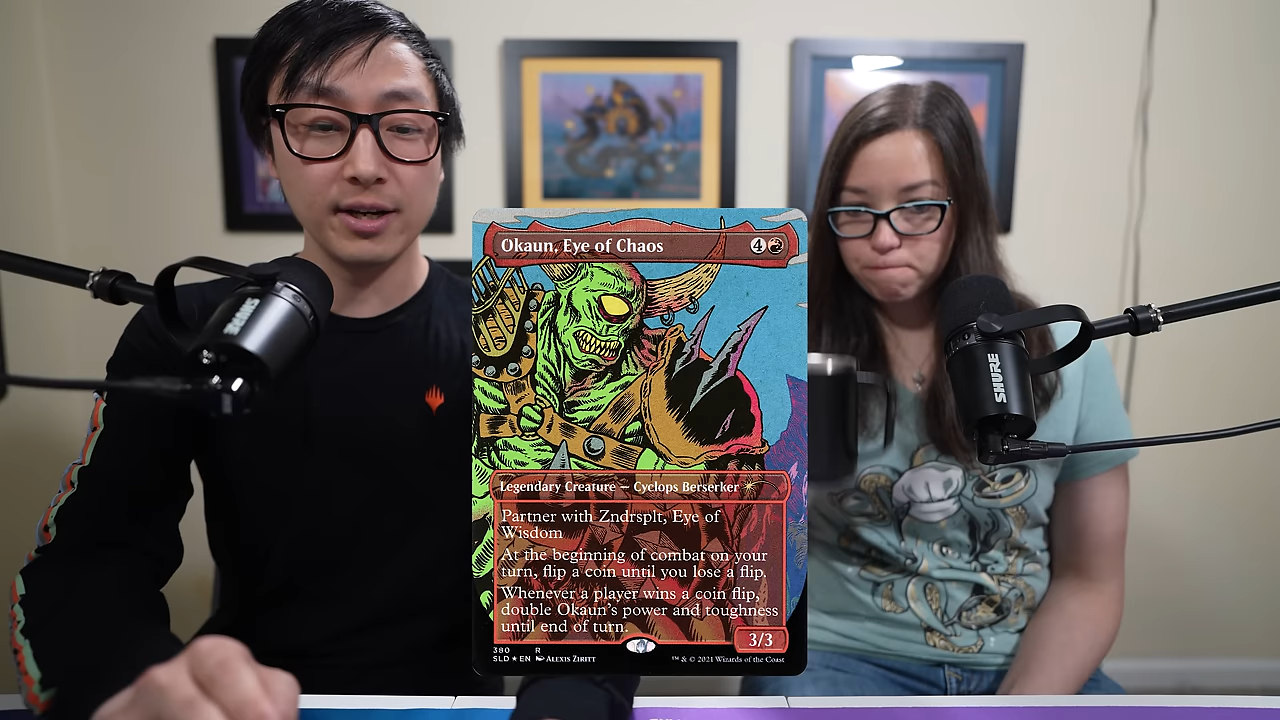 Okaun, Eye of Chaos 4
Legendary Creature — Cyclops Berserker
Partner with Zndrsplt, Eye of
Wisdom
At the beginning of combat on your
turn, flip a coin until you lose a flip.
Whenever a player wins a coin flip,
double Okaun's power and toughness
until end of turn.
3/3
380 R
SLD ★ EN ALEXIS ZIRITT
™ & © 2021 Wizards of the Coast
SHURE
SHURE